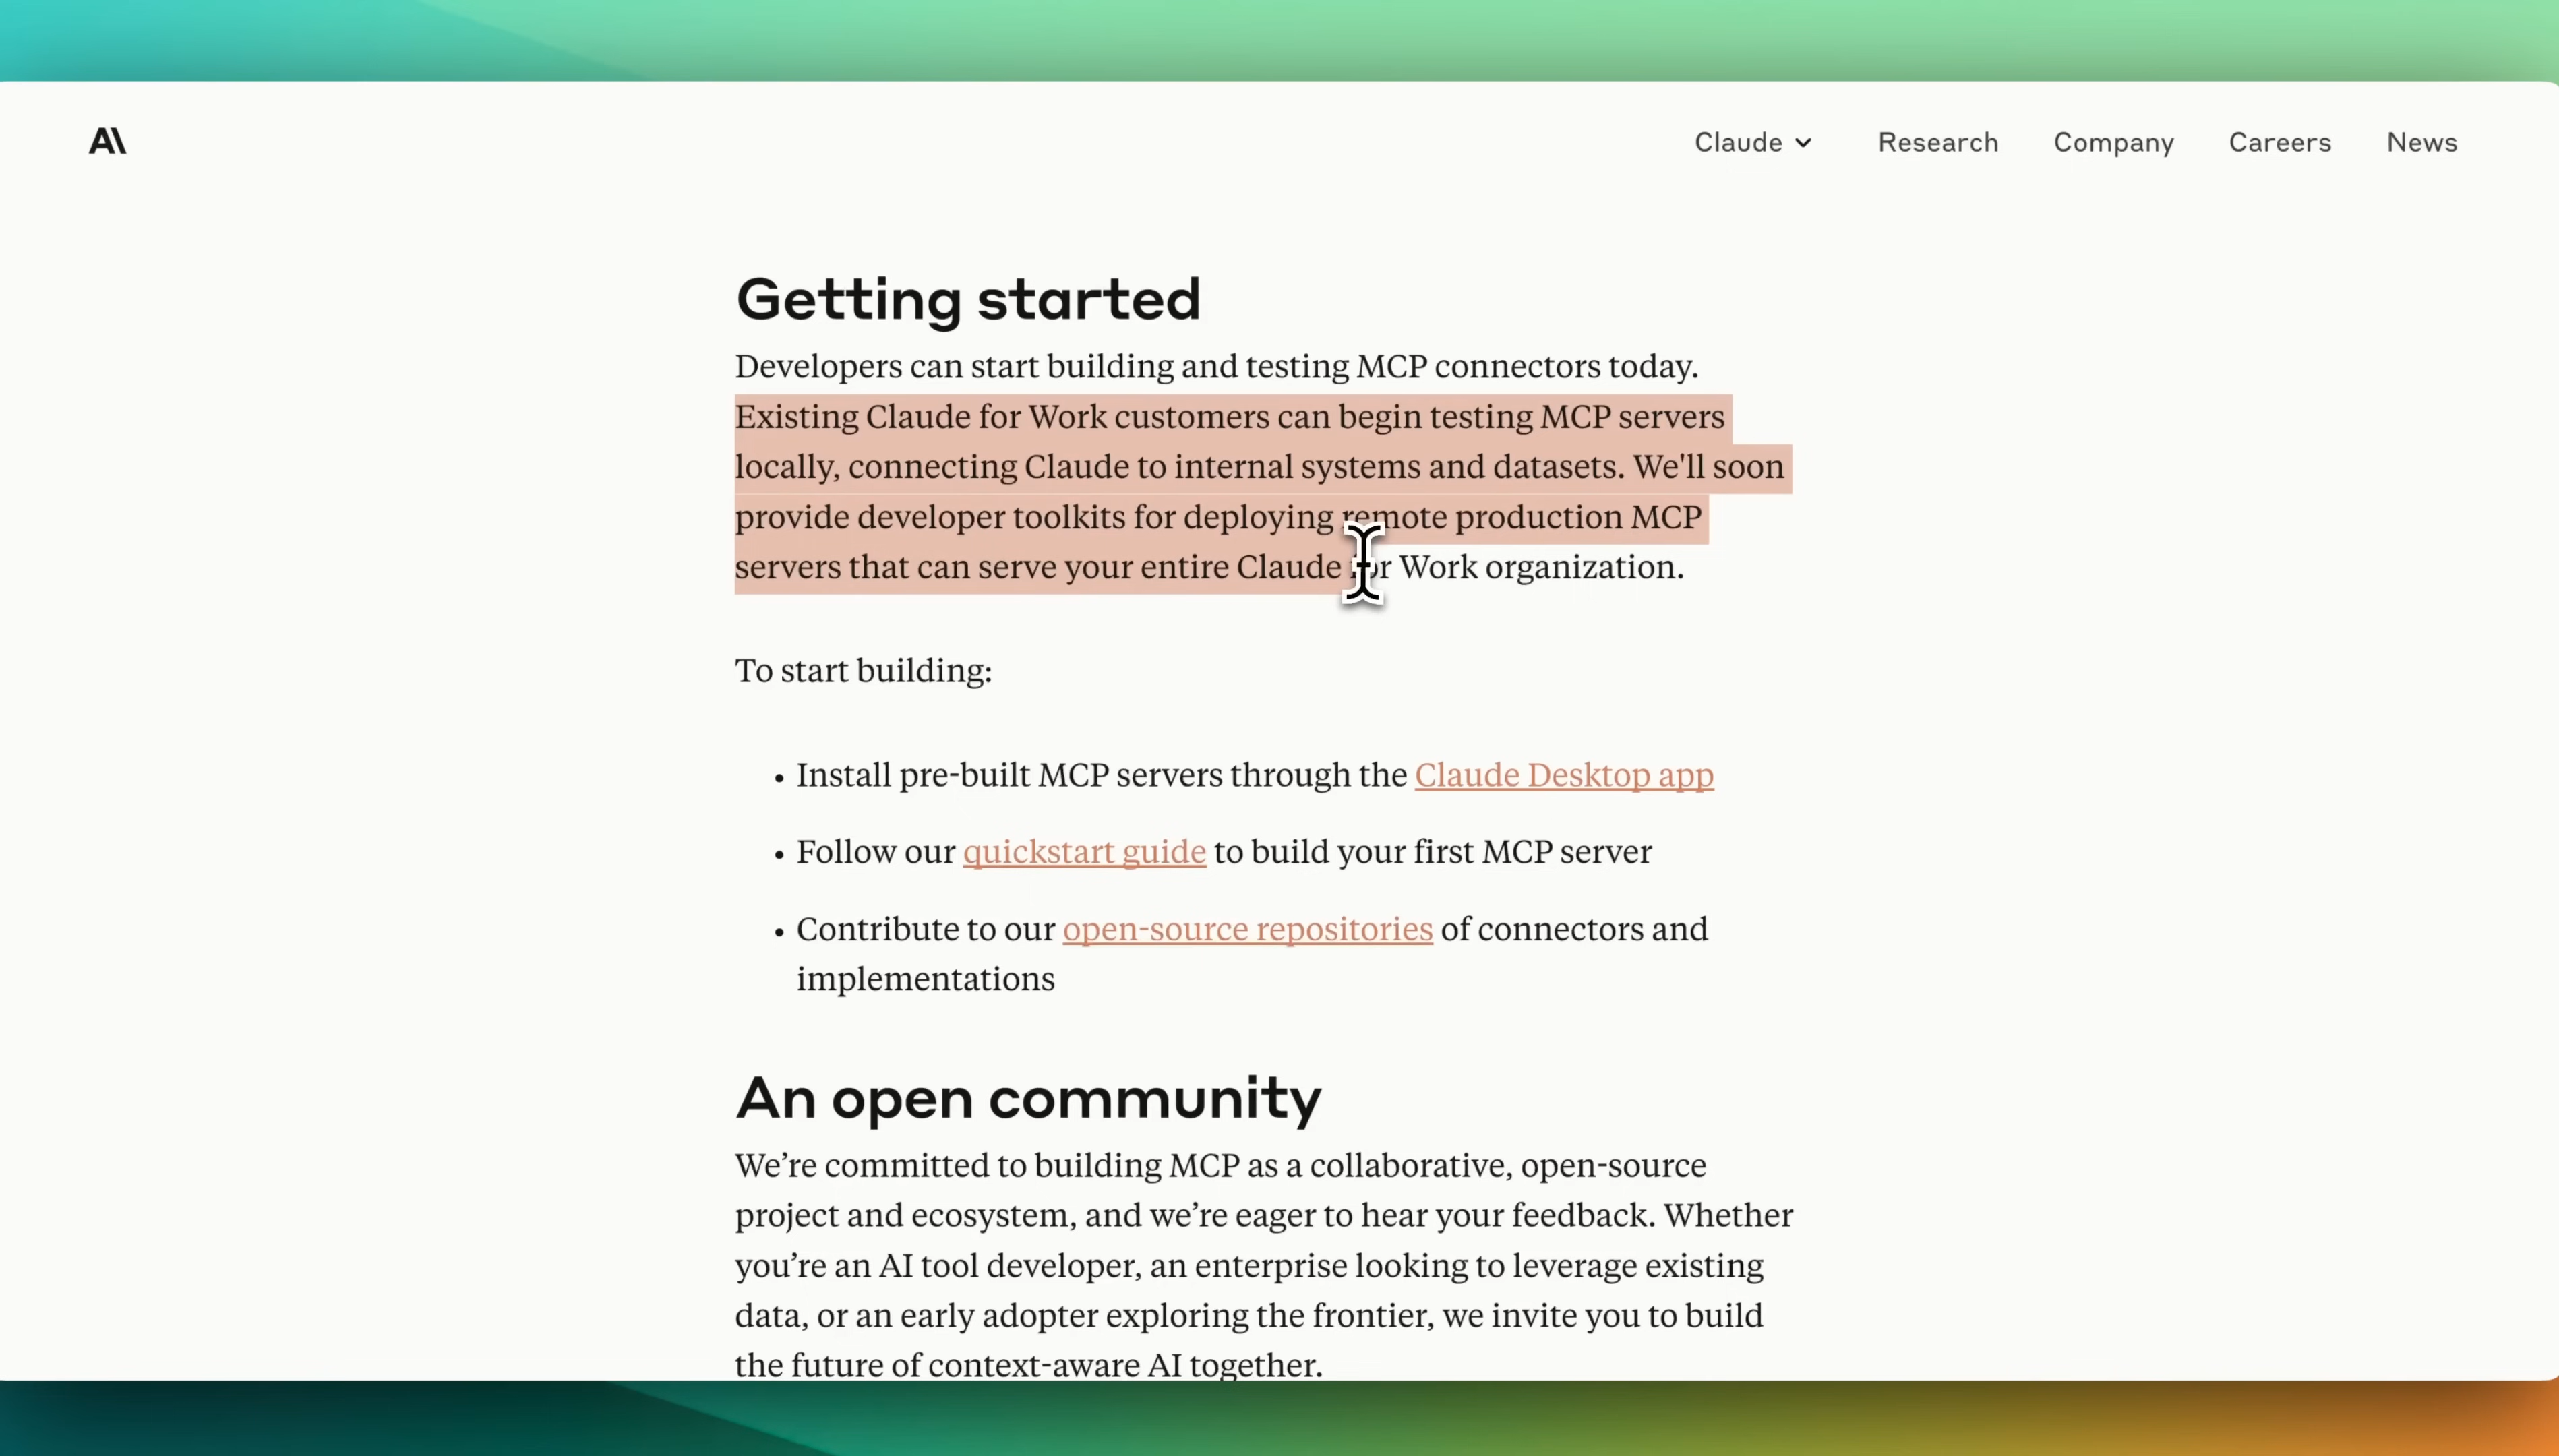 A\
Claude
Research
Company
Careers
News
Getting started
Developers can start building and testing MCP connectors today.
Existing Claude for Work customers can begin testing MCP servers
locally, connecting Claude to internal systems and datasets. We'll soon
provide developer toolkits for deploying remote production MCP
servers that can serve your entire Claude for Work organization.
To start building:
• Install pre-built MCP servers through the Claude Desktop app
• Follow our quickstart guide to build your first MCP server
• Contribute to our open-source repositories of connectors and
implementations
An open community
We’re committed to building MCP as a collaborative, open-source
project and ecosystem, and we’re eager to hear your feedback. Whether
you’re an AI tool developer, an enterprise looking to leverage existing
data, or an early adopter exploring the frontier, we invite you to build
the future of context-aware AI together.